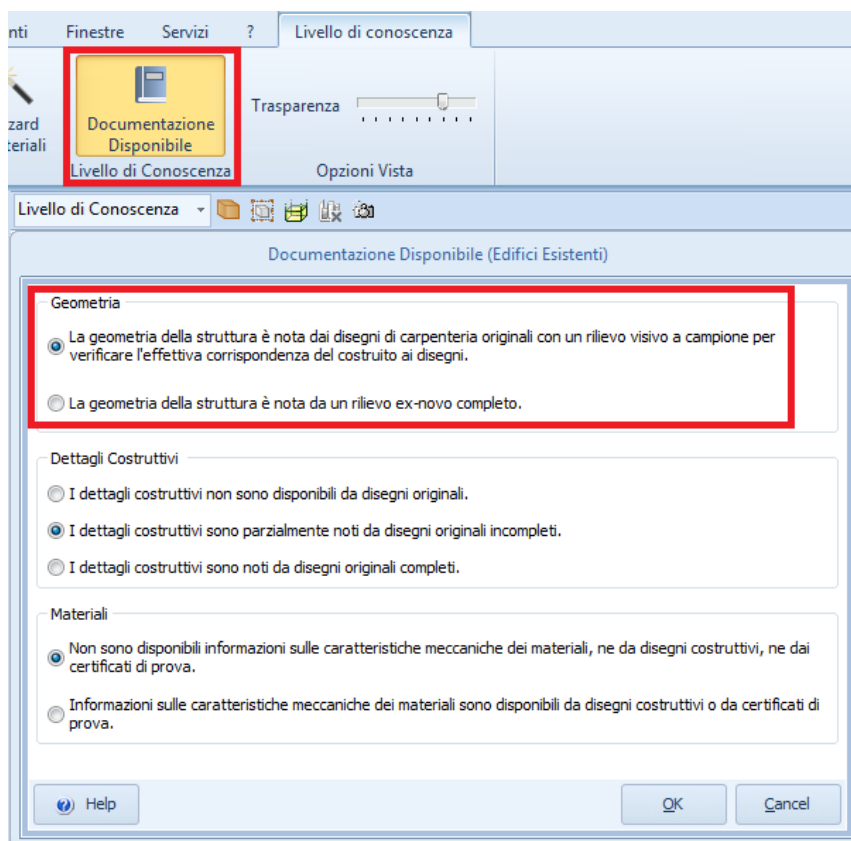 nti Finestre Servizi ? Livello di conoscenza
zard
teriali
Documentazione
Disponibile
Livello di Conoscenza
Trasparenza
Opzioni Vista
Livello di Conoscenza
Documentazione Disponibile (Edifici Esistenti)
Geometria
La geometria della struttura è nota dai disegni di carpenteria originali con un rilievo visivo a campione per
verificare l'effettiva corrispondenza del costruito ai disegni.
La geometria della struttura è nota da un rilievo ex-novo completo.
Dettagli Costruttivi
I dettagli costruttivi non sono disponibili da disegni originali.
I dettagli costruttivi sono parzialmente noti da disegni originali incompleti.
I dettagli costruttivi sono noti da disegni originali completi.
Materiali
Non sono disponibili informazioni sulle caratteristiche meccaniche dei materiali, ne da disegni costruttivi, ne dai
certificati di prova.
Informazioni sulle caratteristiche meccaniche dei materiali sono disponibili da disegni costruttivi o da certificati di
prova.
Help OK Cancel